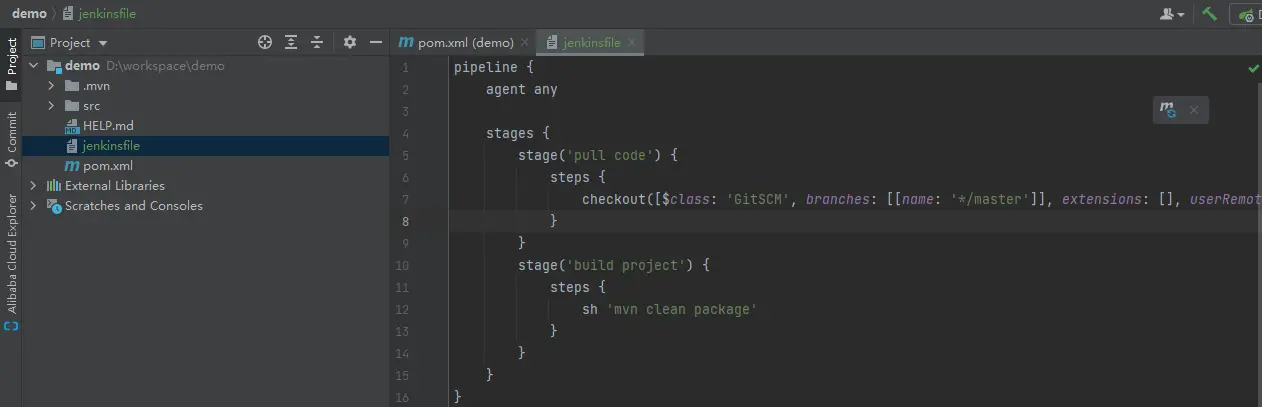 demo jenkinsfile
Project
pom.xml (demo)
jenkinsfile
Project
Commit
Alibaba Cloud Explorer
demo D:\workspace\demo
.mvn
src
HELP.md
jenkinsfile
pom.xml
External Libraries
Scratches and Consoles
1 pipeline {
2     agent any
3
4     stages {
5         stage('pull code') {
6             steps {
7                 checkout([$class: 'GitSCM', branches: [[name: '*/master']], extensions: [], userRemot
8             }
9         }
10         stage('build project') {
11             steps {
12                 sh 'mvn clean package'
13             }
14         }
15     }
16 }